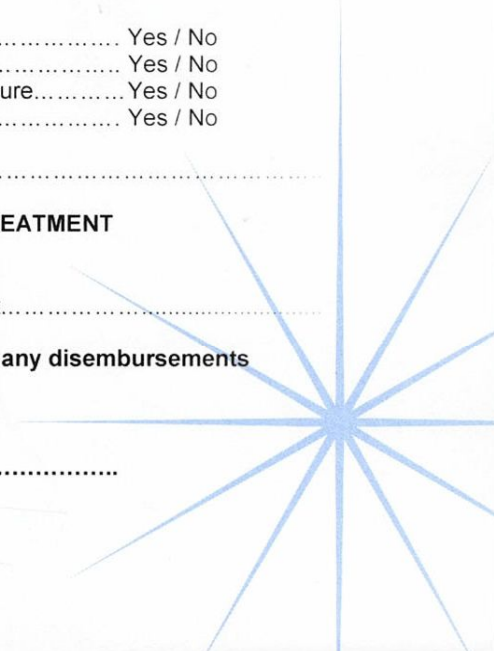 .................. Yes / No
.................. Yes / No
ure.............Yes / No
.................. Yes / No
................................................
EATMENT
................................................
any disembursements
..................